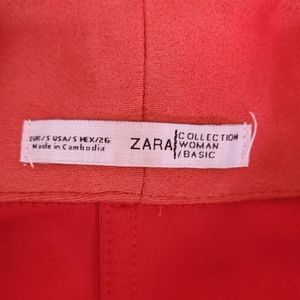 EUR/S USA/S MEX/26
Made in Cambodia
ZARA
COLLECTION
WOMAN
/BASIC